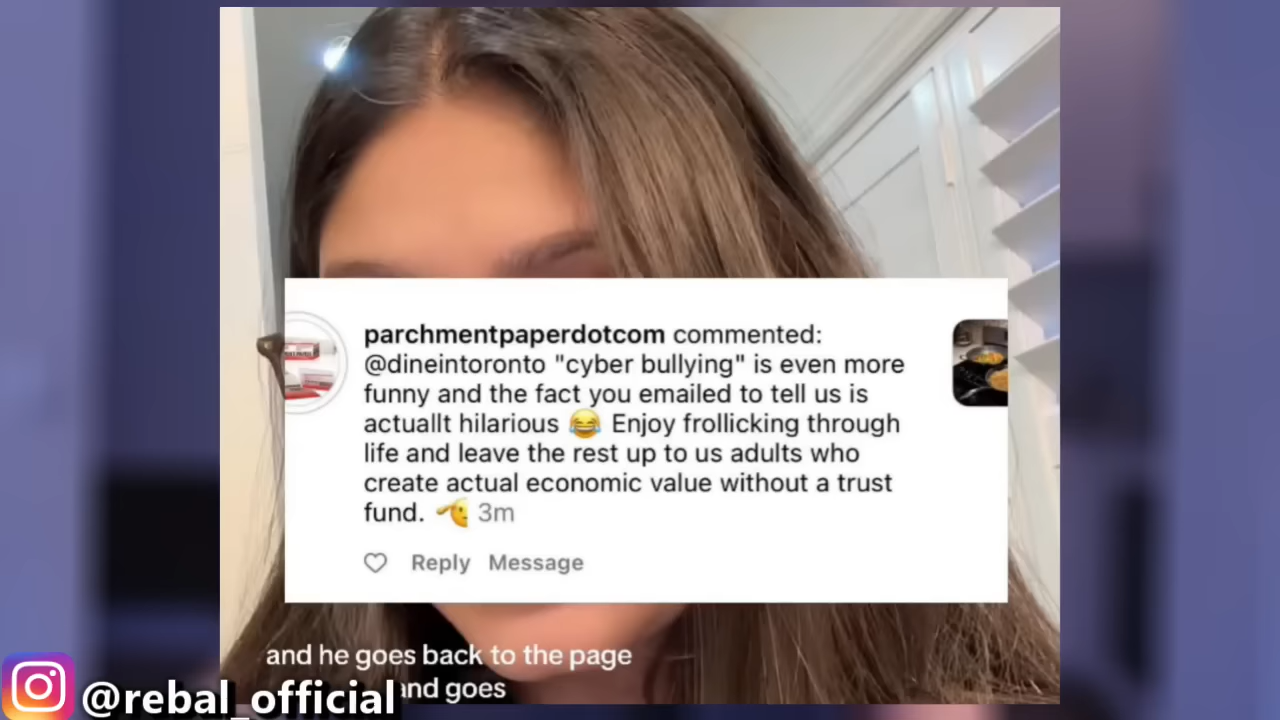 parchmentpaperdotcom commented:
@dineintoronto "cyber bullying" is even more
funny and the fact you emailed to tell us is
actuallt hilarious 😂 Enjoy frollicking through
life and leave the rest up to us adults who
create actual economic value without a trust
fund. 🫡 3m
Reply Message
and he goes back to the page
and goes
@rebal_official